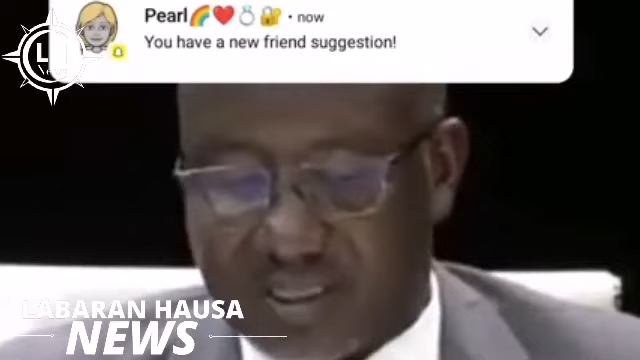 Pearl🌈❤️💍🔐 • now
You have a new friend suggestion!
LABARAN HAUSA
NEWS